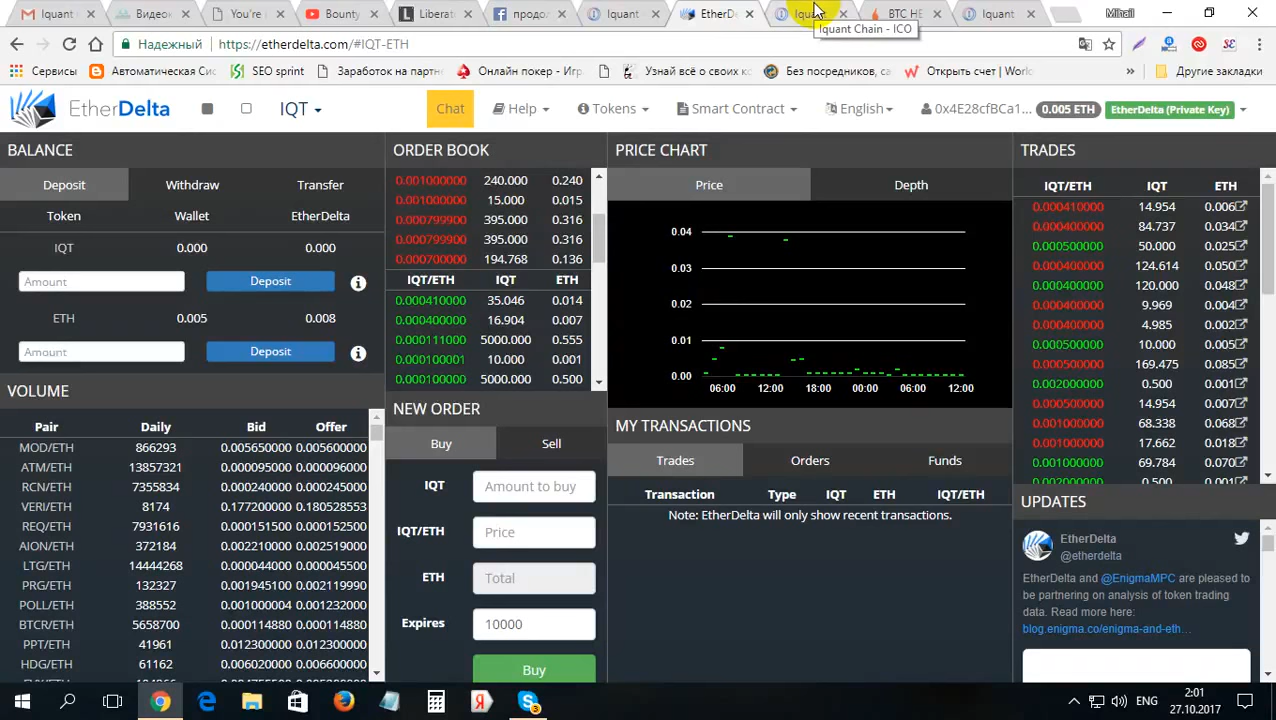 Iquant
Видеок
You're
Bounty
Liberat
продо
Iquant
EtherD
Iqu
BTC HE
Iquant
Mihail
Iquant Chain - ICO
Надежный
https://etherdelta.com/#IQT-ETH
Сервисы
SEO sprint
Заработок на партн
Онлайн покер - Игр
Узнай всё о своих к
Без посредников, са
Открыть счет | Worl
»
Другие закладки
EtherDelta
IQT
Chat
Help
Tokens
Smart Contract
English
0x4E28cfBCa1...
0.005 ETH
EtherDelta (Private Key)
BALANCE
Deposit Withdraw Transfer
Token Wallet EtherDelta
IQT 0.000 0.000
Amount Deposit
ETH 0.005 0.008
Amount Deposit
VOLUME
Pair Daily Bid Offer
MOD/ETH 866293 0.005650000
ATM/ETH 13857321 0.000095000 0.000096000
RCN/ETH 7355834 0.000240000 0.000245000
VERI/ETH 8174 0.177200000 0.180528553
REQ/ETH 7931616 0.000151500 0.000152500
AION/ETH 372184 0.002210000
LTG/ETH 14444268 0.000044000
PRG/ETH 132327 0.001945100
POLL/ETH 388552 0.001000004 0.001232000
BTCR/ETH 5658700 0.000114880 0.000114880
PPT/ETH 41961 0.012300000 0.012300000
HDG/ETH 61162 0.006020000 0.006600000
ORDER BOOK
0.001000000 240.000 0.240
0.001000000 15.000 0.015
0.000799900 395.000 0.316
0.000799900 395.000 0.316
0.000700000 194.768 0.136
IQT/ETH IQT ETH
0.000410000 35.046 0.014
0.000400000 16.904 0.007
0.000111000 5000.000 0.555
0.000100001 10.000 0.001
0.000100000 5000.000 0.500
NEW ORDER
Buy Sell
IQT Amount to buy
IQT/ETH Price
ETH Total
Expires 10000
Buy
PRICE CHART
Price Depth
0.04
0.03
0.02
0.01
0.00
06:00 12:00 18:00 00:00 06:00 12:00
MY TRANSACTIONS
Trades Orders Funds
Transaction Type IQT ETH IQT/ETH
Note: EtherDelta will only show recent transactions.
TRADES
IQT/ETH IQT ETH
0.000410000 14.954 0.006
0.000400000 84.737 0.034
0.000500000 50.000 0.025
0.000400000 124.614 0.050
0.000400000 120.000 0.048
0.000400000 9.969 0.004
0.000400000 4.985 0.002
0.000500000 10.000 0.005
0.000500000 169.475 0.085
0.002000000 0.500 0.001
0.000500000 14.954 0.007
0.001000000 68.338 0.068
0.001000000 17.662 0.018
0.001000000 69.784 0.070
0.002000000 0.500 0.001
UPDATES
EtherDelta
@etherdelta
EtherDelta and @EnigmaMPC are pleased to
be partnering on analysis of token trading
data. Read more here:
blog.enigma.co/enigma-and-eth...
ENG
2:01
27.10.2017